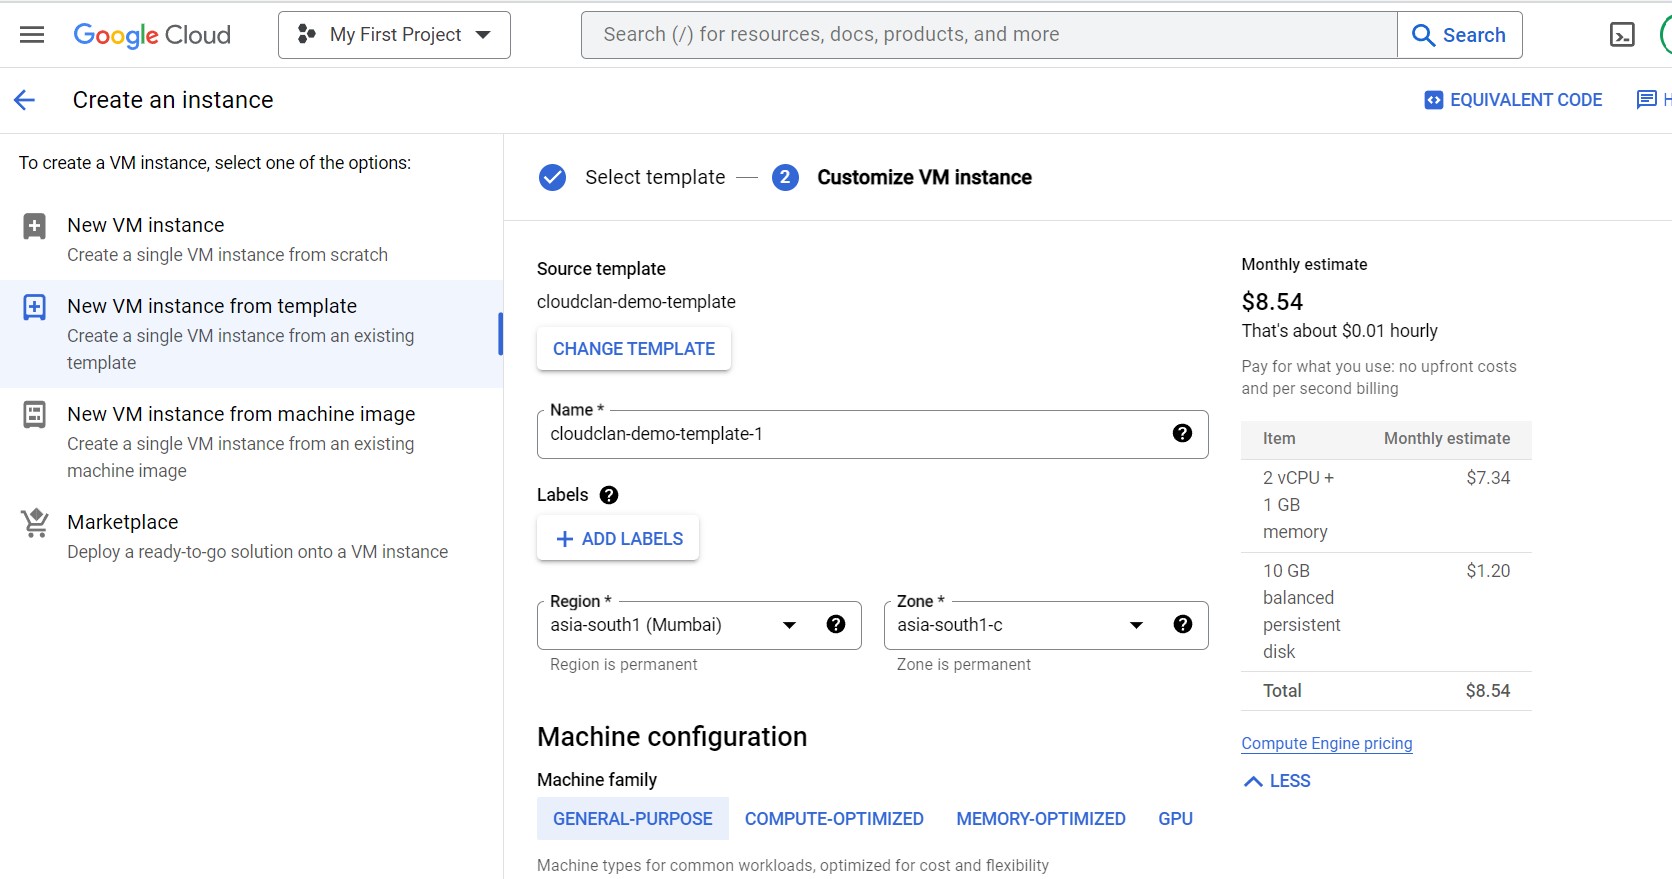 Google Cloud
My First Project
Search (/) for resources, docs, products, and more
Search
Create an instance
EQUIVALENT CODE
H
To create a VM instance, select one of the options:
New VM instance
Create a single VM instance from scratch
New VM instance from template
Create a single VM instance from an existing
template
New VM instance from machine image
Create a single VM instance from an existing
machine image
Marketplace
Deploy a ready-to-go solution onto a VM instance
Select template
2
Customize VM instance
Source template
cloudclan-demo-template
CHANGE TEMPLATE
Name *
cloudclan-demo-template-1
Labels
ADD LABELS
Region *
asia-south1 (Mumbai)
Region is permanent
Zone *
asia-south1-c
Zone is permanent
Machine configuration
Machine family
GENERAL-PURPOSE COMPUTE-OPTIMIZED MEMORY-OPTIMIZED GPU
Machine types for common workloads, optimized for cost and flexibility
Monthly estimate
$8.54
That's about $0.01 hourly
Pay for what you use: no upfront costs
and per second billing
Item Monthly estimate
2 vCPU + $7.34
1 GB
memory
10 GB $1.20
balanced
persistent
disk
Total $8.54
Compute Engine pricing
LESS